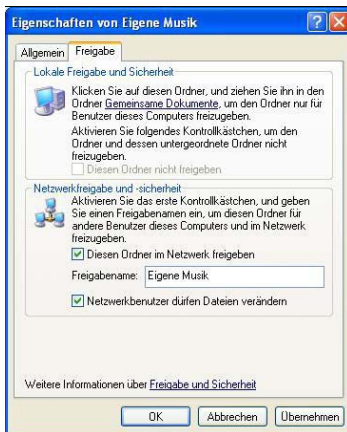 Eigenschaften von Eigene Musik
Allgemein
Freigabe
Lokale Freigabe und Sicherheit
Klicken Sie auf diesen Ordner, und ziehen Sie ihn in den
Ordner Gemeinsame Dokumente, um den Ordner nur für
Benutzer dieses Computers freizugeben.
Aktivieren Sie folgendes Kontrollkästchen, um den
Ordner und dessen untergeordnete Ordner nicht
freizugeben.
Diesen Ordner nicht freigeben
Netzwerkfreigabe und -sicherheit
Aktivieren Sie das erste Kontrollkästchen, und geben
Sie einen Freigabenamen ein, um diesen Ordner für
andere Benutzer dieses Computers und im Netzwerk
freizugeben.
Diesen Ordner im Netzwerk freigeben
Freigabename: Eigene Musik
Netzwerkbenutzer dürfen Dateien verändern
Weitere Informationen über Freigabe und Sicherheit
OK
Abbrechen
Übernehmen